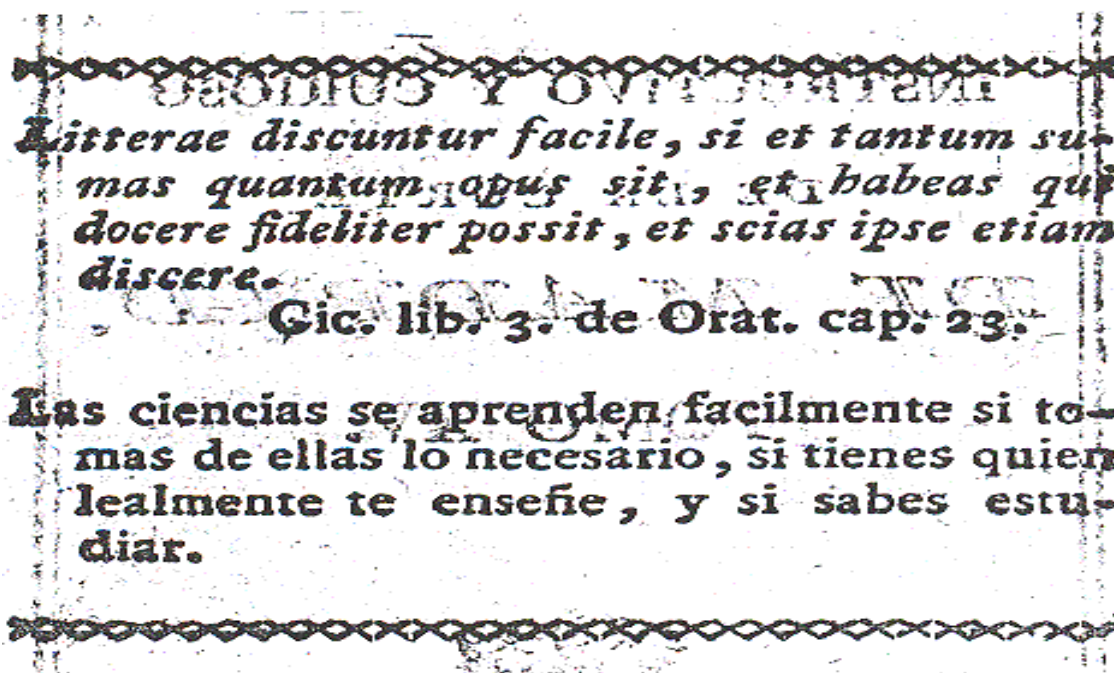 Litterae discuntur facile, si et tantum su-
mas quantum opus sit, et habeas qui
docere fideliter possit, et scias ipse etiam
discere.
Cic. lib. 3. de Orat. cap. 23.
Las ciencias se aprenden facilmente si to-
mas de ellas lo necesario, si tienes quien
lealmente te enseñe, y si sabes estu-
diar.